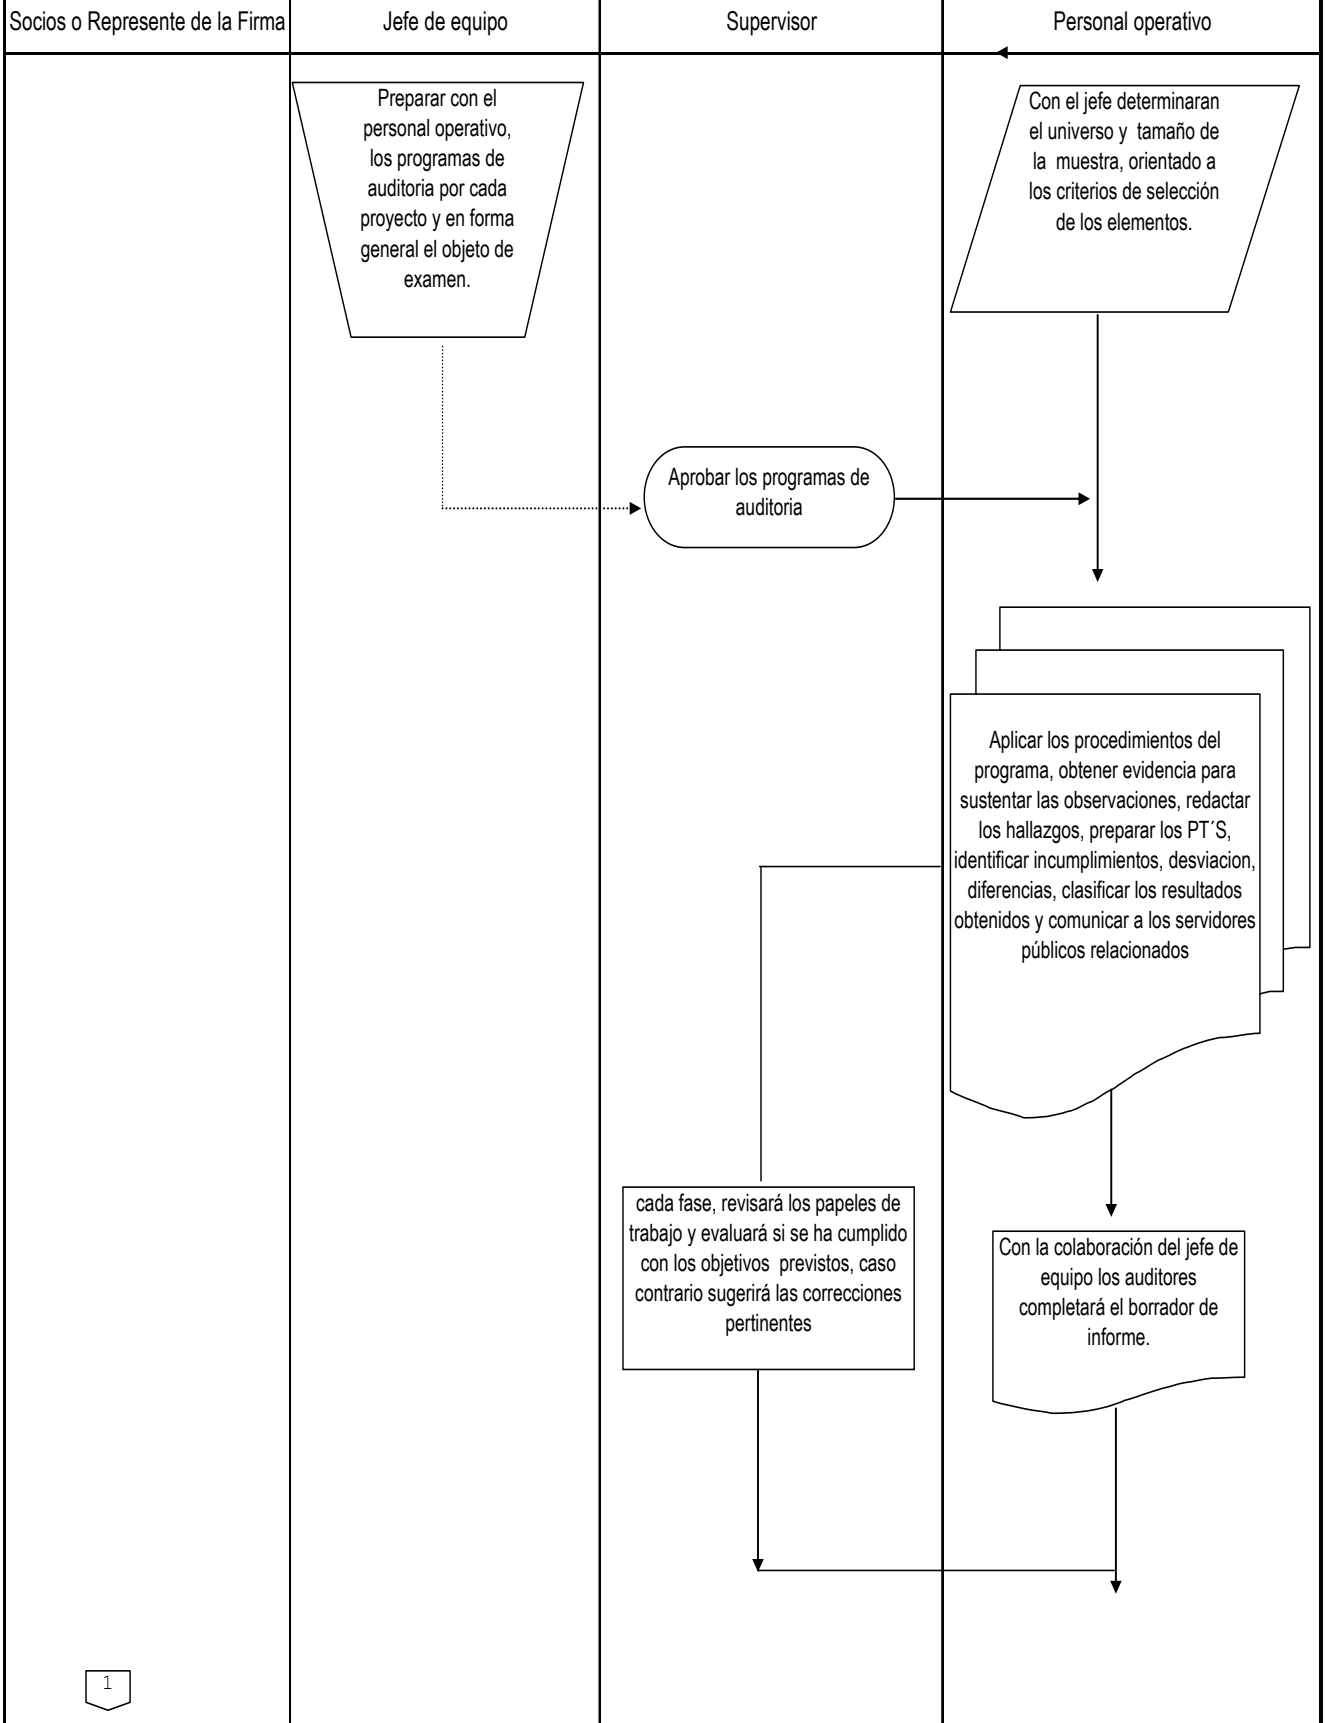 Socios o Represente de la Firma
Jefe de equipo
Supervisor
Personal operativo
Preparar con el
personal operativo,
los programas de
auditoria por cada
proyecto y en forma
general el objeto de
examen.
Con el jefe determinaran
el universo y tamaño de
la muestra, orientado a
los criterios de selección
de los elementos.
Aprobar los programas de
auditoria
Aplicar los procedimientos del
programa, obtener evidencia para
sustentar las observaciones, redactar
los hallazgos, preparar los PT´S,
identificar incumplimientos, desviacion,
diferencias, clasificar los resultados
obtenidos y comunicar a los servidores
públicos relacionados
cada fase, revisará los papeles de
trabajo y evaluará si se ha cumplido
con los objetivos previstos, caso
contrario sugerirá las correcciones
pertinentes
Con la colaboración del jefe de
equipo los auditores
completará el borrador de
informe.
1